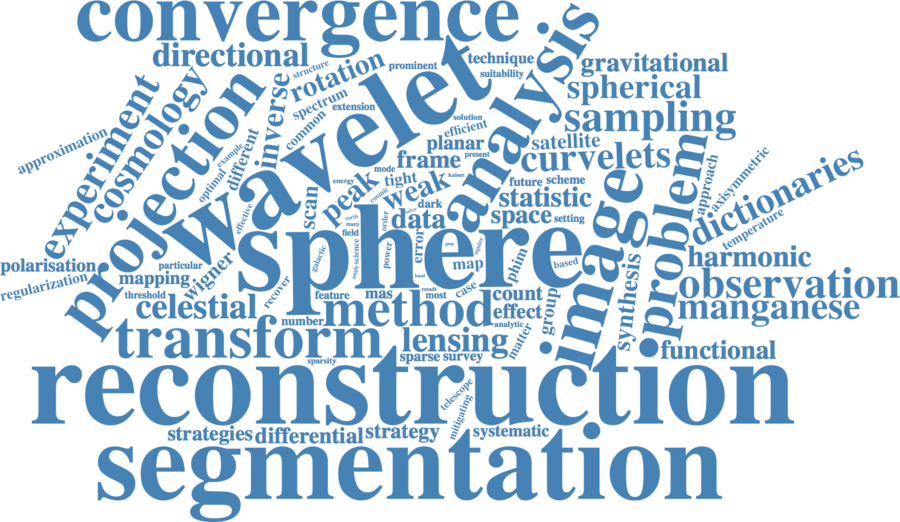 convergence
directional
structure
prominent
technique
suitability
gravitational
rotation
spherical
experiment
cosmology
inverse
spectrum
extension
common
wavelet
analysis
sampling
solution
efficient
approximation
projection
different
example
optimal
planar
satellite
frame
present
curvelets
mode
kaiser
tight
energy
cosmic
peak
weak
future
scheme
scan
statistic
dark
data
space
setting
effective
earth
many
field
order
error
sphere
image
problem
approach
axisymmetric
dictionaries
temperature
harmonic
polarisation
particular
regularization
mapping
wigner
galactic
science
angle
power
map
based
phim
threshold
recover
celestial
feature
mas
result
most
case
count
observation
manganese
method
effect
group
synthesis
number
analytic
transform
lensing
matter
functional
sparsity
sparse
survey
reconstruction
telescope
mitigating
strategies
differential
strategy
systematic
segmentation